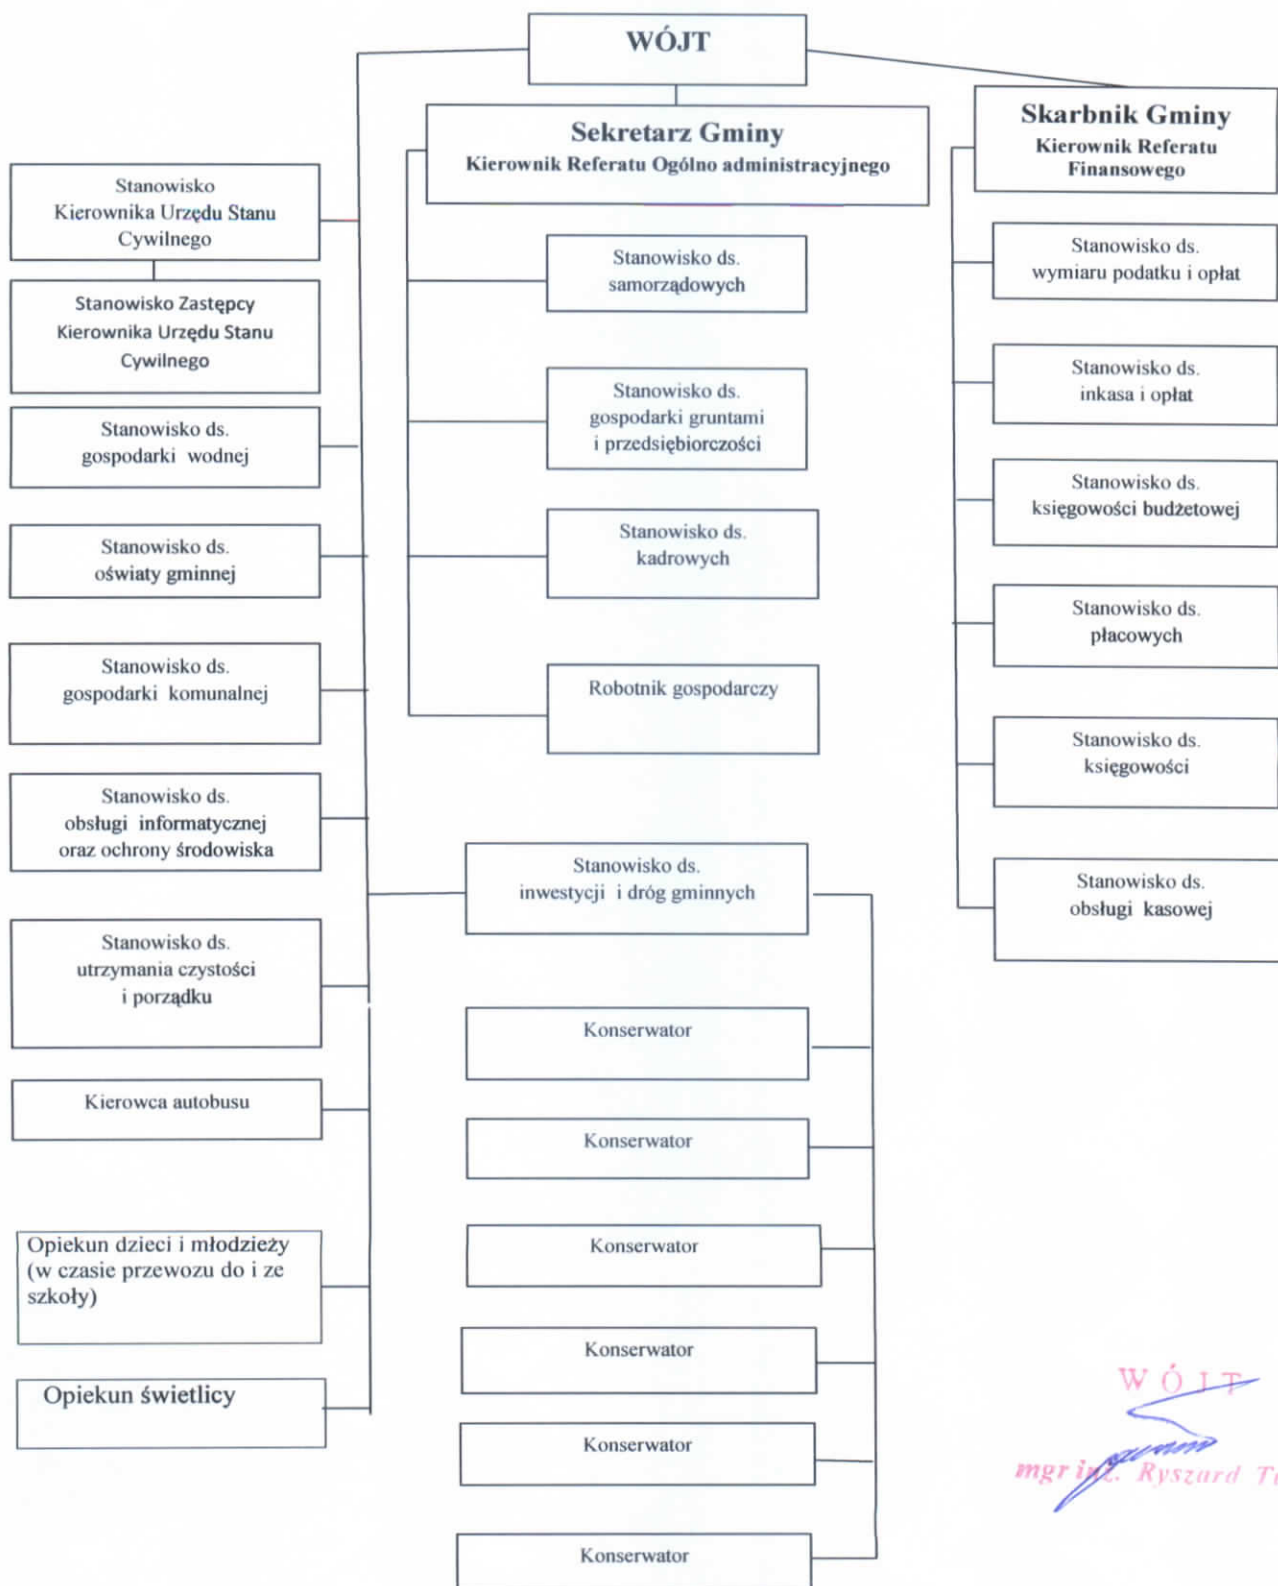 WÓJT
Sekretarz Gminy
Kierownik Referatu Ogólno administracyjnego
Skarbnik Gminy
Kierownik Referatu
Finansowego
Stanowisko
Kierownika Urzędu Stanu
Cywilnego
Stanowisko Zastępcy
Kierownika Urzędu Stanu
Cywilnego
Stanowisko ds.
gospodarki wodnej
Stanowisko ds.
oświaty gminnej
Stanowisko ds.
gospodarki komunalnej
Stanowisko ds.
obsługi informatycznej
oraz ochrony środowiska
Stanowisko ds.
utrzymania czystości
i porządku
Kierowca autobusu
Opiekun dzieci i młodzieży
(w czasie przewozu do i ze
szkoły)
Opiekun świetlicy
Stanowisko ds.
samorządowych
Stanowisko ds.
gospodarki gruntami
i przedsiębiorczości
Stanowisko ds.
kadrowych
Robotnik gospodarczy
Stanowisko ds.
inwestycji i dróg gminnych
Konserwator
Konserwator
Konserwator
Konserwator
Konserwator
Konserwator
Stanowisko ds.
wymiaru podatku i opłat
Stanowisko ds.
inkasa i opłat
Stanowisko ds.
księgowości budżetowej
Stanowisko ds.
płacowych
Stanowisko ds.
księgowości
Stanowisko ds.
obsługi kasowej
WÓJT
mgr inż. Ryszard